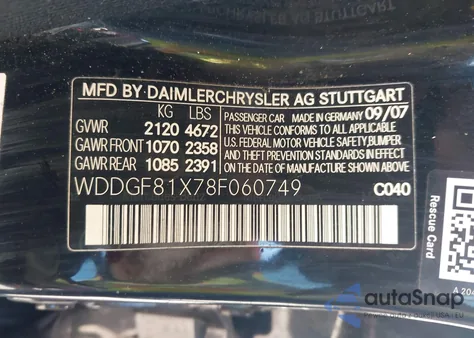 MFD BY DAIMLERCHRYSLER AG STUTTGART
KG LBS
GVWR 2120 4672
GAWR FRONT 1070 2358
GAWR REAR 1085 2391
PASSENGER CAR MADE IN GERMANY 09/07
THIS VEHICLE CONFORMS TO ALL APPLICABLE
U.S. FEDERAL MOTOR VEHICLE SAFETY, BUMPER
AND THEFT PREVENTION STANDARDS IN EFFECT
ON THE DATE OF MANUFACTURE SHOWN ABOVE.
WDDGF81X78F060749
C040
Rescue Card
A 204
autoSnap